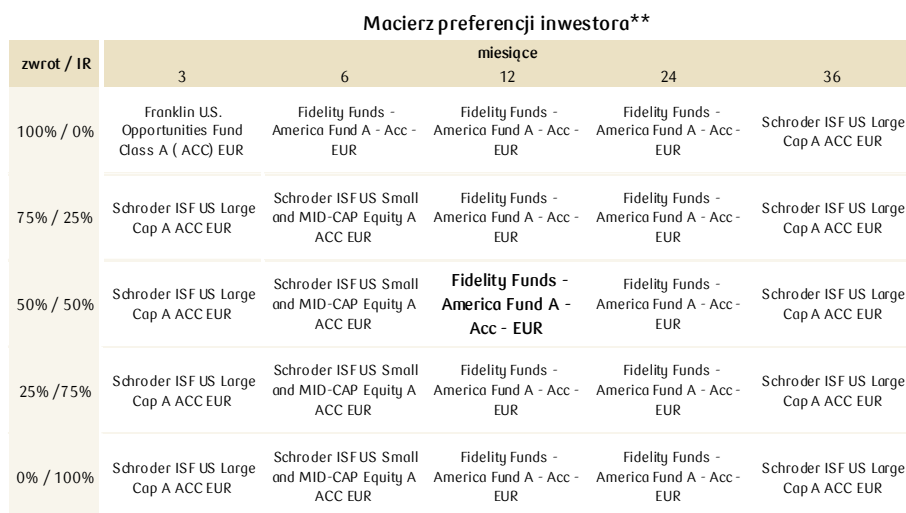 Macierz preferencji inwestora**
zwrot / IR
miesiące
3 6 12 24 36
100% / 0%
Franklin U.S.
Opportunities Fund
Class A ( ACC) EUR
Fidelity Funds -
America Fund A - Acc -
EUR
Fidelity Funds -
America Fund A - Acc -
EUR
Fidelity Funds -
America Fund A - Acc -
EUR
Schroder ISF US Large
Cap A ACC EUR
75% / 25%
Schroder ISF US Large
Cap A ACC EUR
Schroder ISF US Small
and MID-CAP Equity A
ACC EUR
Fidelity Funds -
America Fund A - Acc -
EUR
Fidelity Funds -
America Fund A - Acc -
EUR
Schroder ISF US Large
Cap A ACC EUR
50% / 50%
Schroder ISF US Large
Cap A ACC EUR
Schroder ISF US Small
and MID-CAP Equity A
ACC EUR
Fidelity Funds -
America Fund A -
Acc - EUR
Fidelity Funds -
America Fund A - Acc -
EUR
Schroder ISF US Large
Cap A ACC EUR
25% /75%
Schroder ISF US Large
Cap A ACC EUR
Schroder ISF US Small
and MID-CAP Equity A
ACC EUR
Fidelity Funds -
America Fund A - Acc -
EUR
Fidelity Funds -
America Fund A - Acc -
EUR
Schroder ISF US Large
Cap A ACC EUR
0% / 100%
Schroder ISF US Large
Cap A ACC EUR
Schroder ISF US Small
and MID-CAP Equity A
ACC EUR
Fidelity Funds -
America Fund A - Acc -
EUR
Fidelity Funds -
America Fund A - Acc -
EUR
Schroder ISF US Large
Cap A ACC EUR